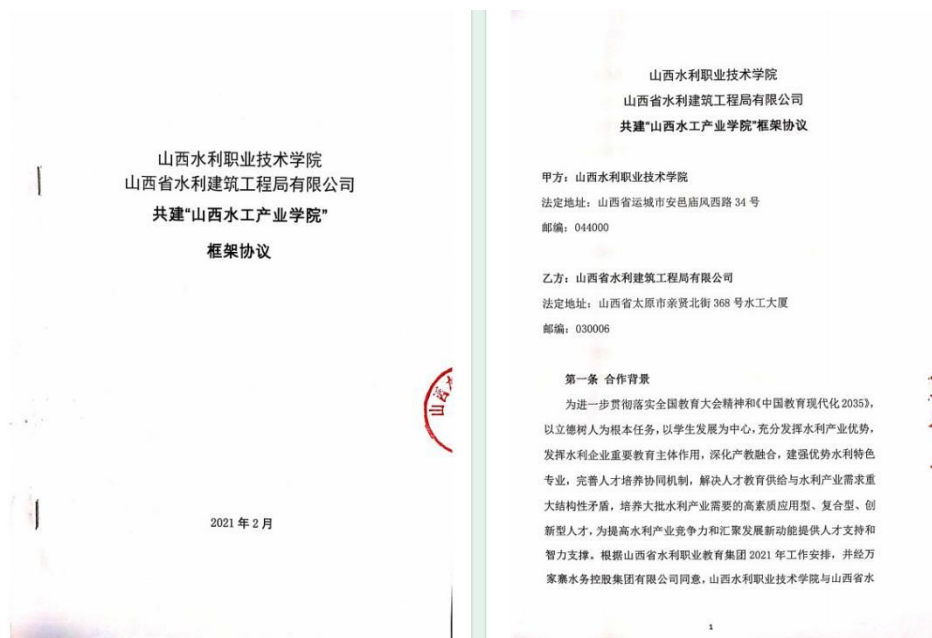 山西水利职业技术学院
山西省水利建筑工程局有限公司
共建“山西水工产业学院”
框架协议
山西
2021 年 2 月
山西水利职业技术学院
山西省水利建筑工程局有限公司
共建“山西水工产业学院”框架协议
甲方：山西水利职业技术学院
法定地址：山西省运城市安邑庙风西路 34 号
邮编：044000
乙方：山西省水利建筑工程局有限公司
法定地址：山西省太原市亲贤北街 368 号水工大厦
邮编：030006
第一条 合作背景
为进一步贯彻落实全国教育大会精神和《中国教育现代化 2035》，
以立德树人为根本任务，以学生发展为中心，充分发挥水利产业优势，
发挥水利企业重要教育主体作用，深化产教融合，建强优势水利特色
专业，完善人才培养协同机制，解决人才教育供给与水利产业需求重
大结构性矛盾，培养大批水利产业需要的高素质应用型、复合型、创
新型人才，为提高水利产业竞争力和汇聚发展新动能提供人才支持和
智力支撑。根据山西省水利职业教育集团 2021 年工作安排，并经万
家寨水务控股集团有限公司同意，山西水利职业技术学院与山西省水
1